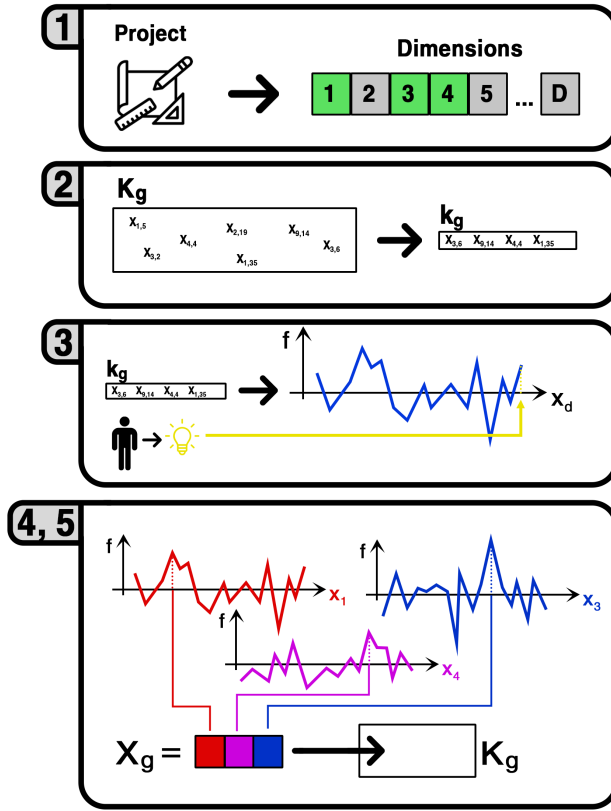 1
Project
Dimensions
1 2 3 4 5 ... D
2
Kg
kg
X1,5
X2,19
X9,14
X4,4
X3,6
X3,2
X1,35
X3,6 X9,14 X4,4 X1,35
3
f
kg
X3,6 X9,14 X4,4 X1,35
Xd
4, 5
f
f
X1
X3
f
X4
Xg =
Kg